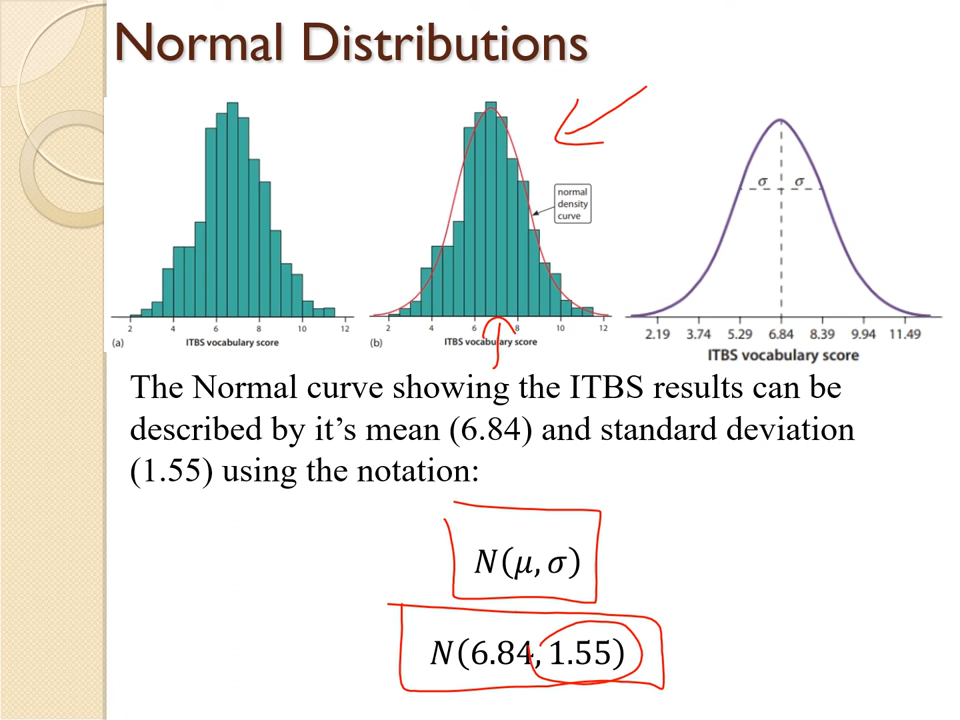 Normal Distributions
normal
density
curve
2 4 6 8 10 12
(a) ITBS vocabulary score
2 4 6 8 10 12
(b) ITBS vocabulary score
σ σ
2.19 3.74 5.29 6.84 8.39 9.94 11.49
ITBS vocabulary score
The Normal curve showing the ITBS results can be
described by it’s mean (6.84) and standard deviation
(1.55) using the notation:
N(μ, σ)
N(6.84, 1.55)